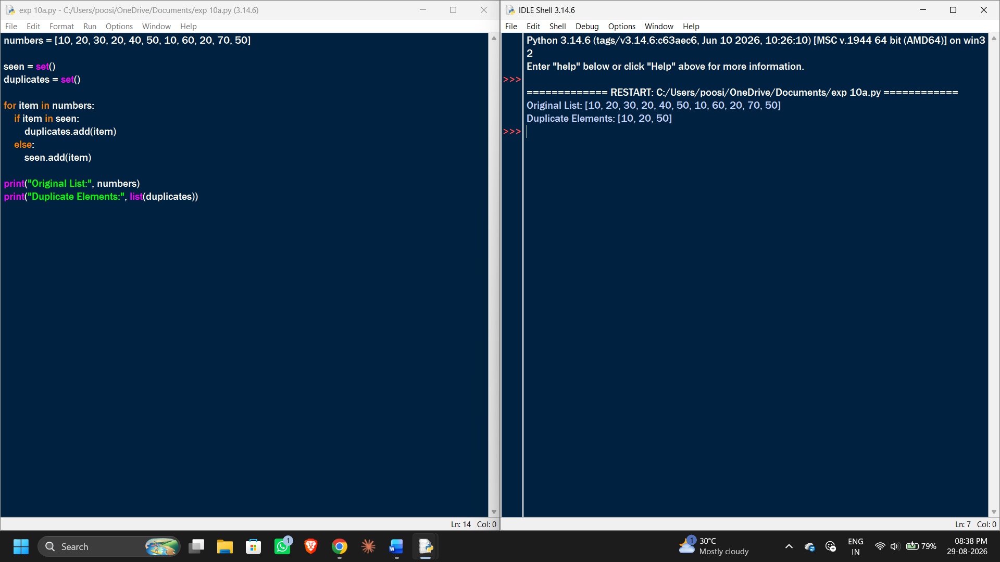 exp 10a.py - C:/Users/poosi/OneDrive/Documents/exp 10a.py (3.14.6)
File Edit Format Run Options Window Help
numbers = [10, 20, 30, 20, 40, 50, 10, 60, 20, 70, 50]
seen = set()
duplicates = set()
for item in numbers:
    if item in seen:
        duplicates.add(item)
    else:
        seen.add(item)
print("Original List:", numbers)
print("Duplicate Elements:", list(duplicates))
Ln: 14 Col: 0
IDLE Shell 3.14.6
File Edit Shell Debug Options Window Help
Python 3.14.6 (tags/v3.14.6:c63aec6, Jun 10 2026, 10:26:10) [MSC v.1944 64 bit (AMD64)] on win3
2
Enter "help" below or click "Help" above for more information.
>>>
============= RESTART: C:/Users/poosi/OneDrive/Documents/exp 10a.py ============
Original List: [10, 20, 30, 20, 40, 50, 10, 60, 20, 70, 50]
Duplicate Elements: [10, 20, 50]
>>>
Ln: 7 Col: 0
Search
1
W
1
30°C
Mostly cloudy
ENG
IN
79%
08:38 PM
29-08-2026